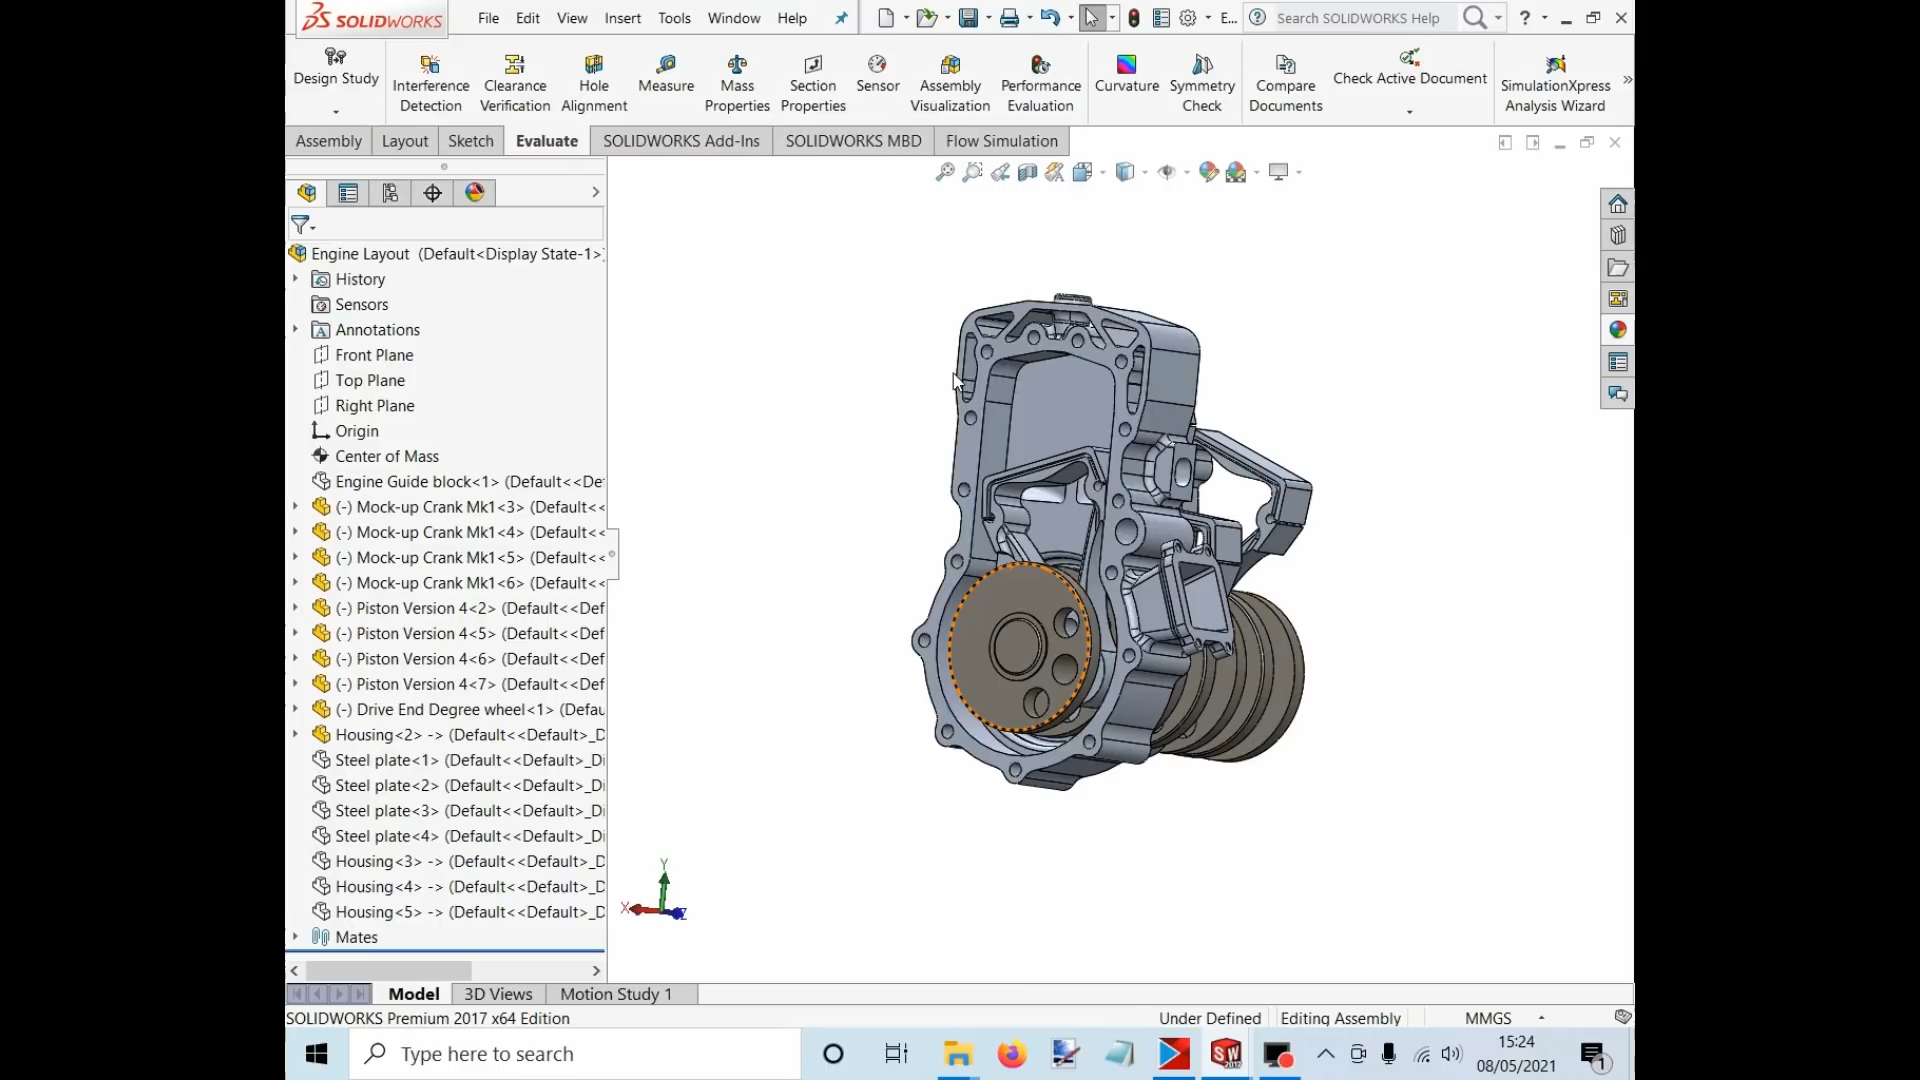 SOLIDWORKS File Edit View Insert Tools Window Help E... Search SOLIDWORKS Help ?
Design Study
Interference Detection
Clearance Verification
Hole Alignment
Measure
Mass Properties
Section Properties
Sensor
Assembly Visualization
Performance Evaluation
Curvature
Symmetry Check
Compare Documents
Check Active Document
SimulationXpress Analysis Wizard
Assembly Layout Sketch Evaluate SOLIDWORKS Add-Ins SOLIDWORKS MBD Flow Simulation
Engine Layout (Default<Display State-1>
History
Sensors
Annotations
Front Plane
Top Plane
Right Plane
Origin
Center of Mass
Engine Guide block<1> (Default<<De
(-) Mock-up Crank Mk1<3> (Default<<
(-) Mock-up Crank Mk1<4> (Default<<
(-) Mock-up Crank Mk1<5> (Default<<
(-) Mock-up Crank Mk1<6> (Default<<
(-) Piston Version 4<2> (Default<<Def
(-) Piston Version 4<5> (Default<<Def
(-) Piston Version 4<6> (Default<<Def
(-) Piston Version 4<7> (Default<<Def
(-) Drive End Degree wheel<1> (Defau
Housing<2> -> (Default<<Default>_D
Steel plate<1> (Default<<Default>_Di
Steel plate<2> (Default<<Default>_Di
Steel plate<3> (Default<<Default>_Di
Steel plate<4> (Default<<Default>_Di
Housing<3> -> (Default<<Default>_D
Housing<4> -> (Default<<Default>_D
Housing<5> -> (Default<<Default>_D
Mates
Y
X
Z
Model 3D Views Motion Study 1
SOLIDWORKS Premium 2017 x64 Edition Under Defined Editing Assembly MMGS
Type here to search
SW
2017
15:24
08/05/2021
1